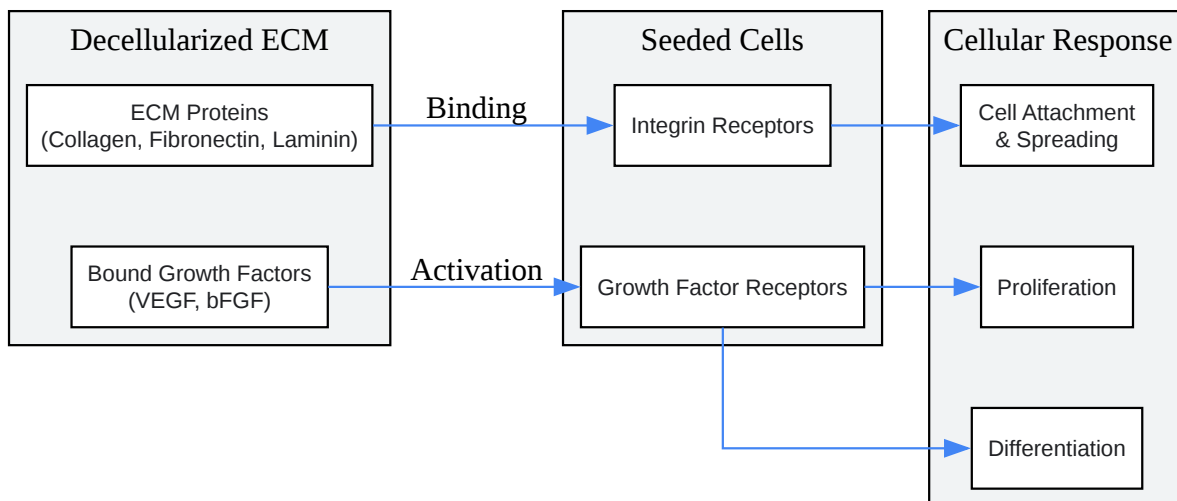 Decellularized ECM
ECM Proteins
(Collagen, Fibronectin, Laminin)
Bound Growth Factors
(VEGF, bFGF)
Binding
Activation
Seeded Cells
Integrin Receptors
Growth Factor Receptors
Cellular Response
Cell Attachment
& Spreading
Proliferation
Differentiation